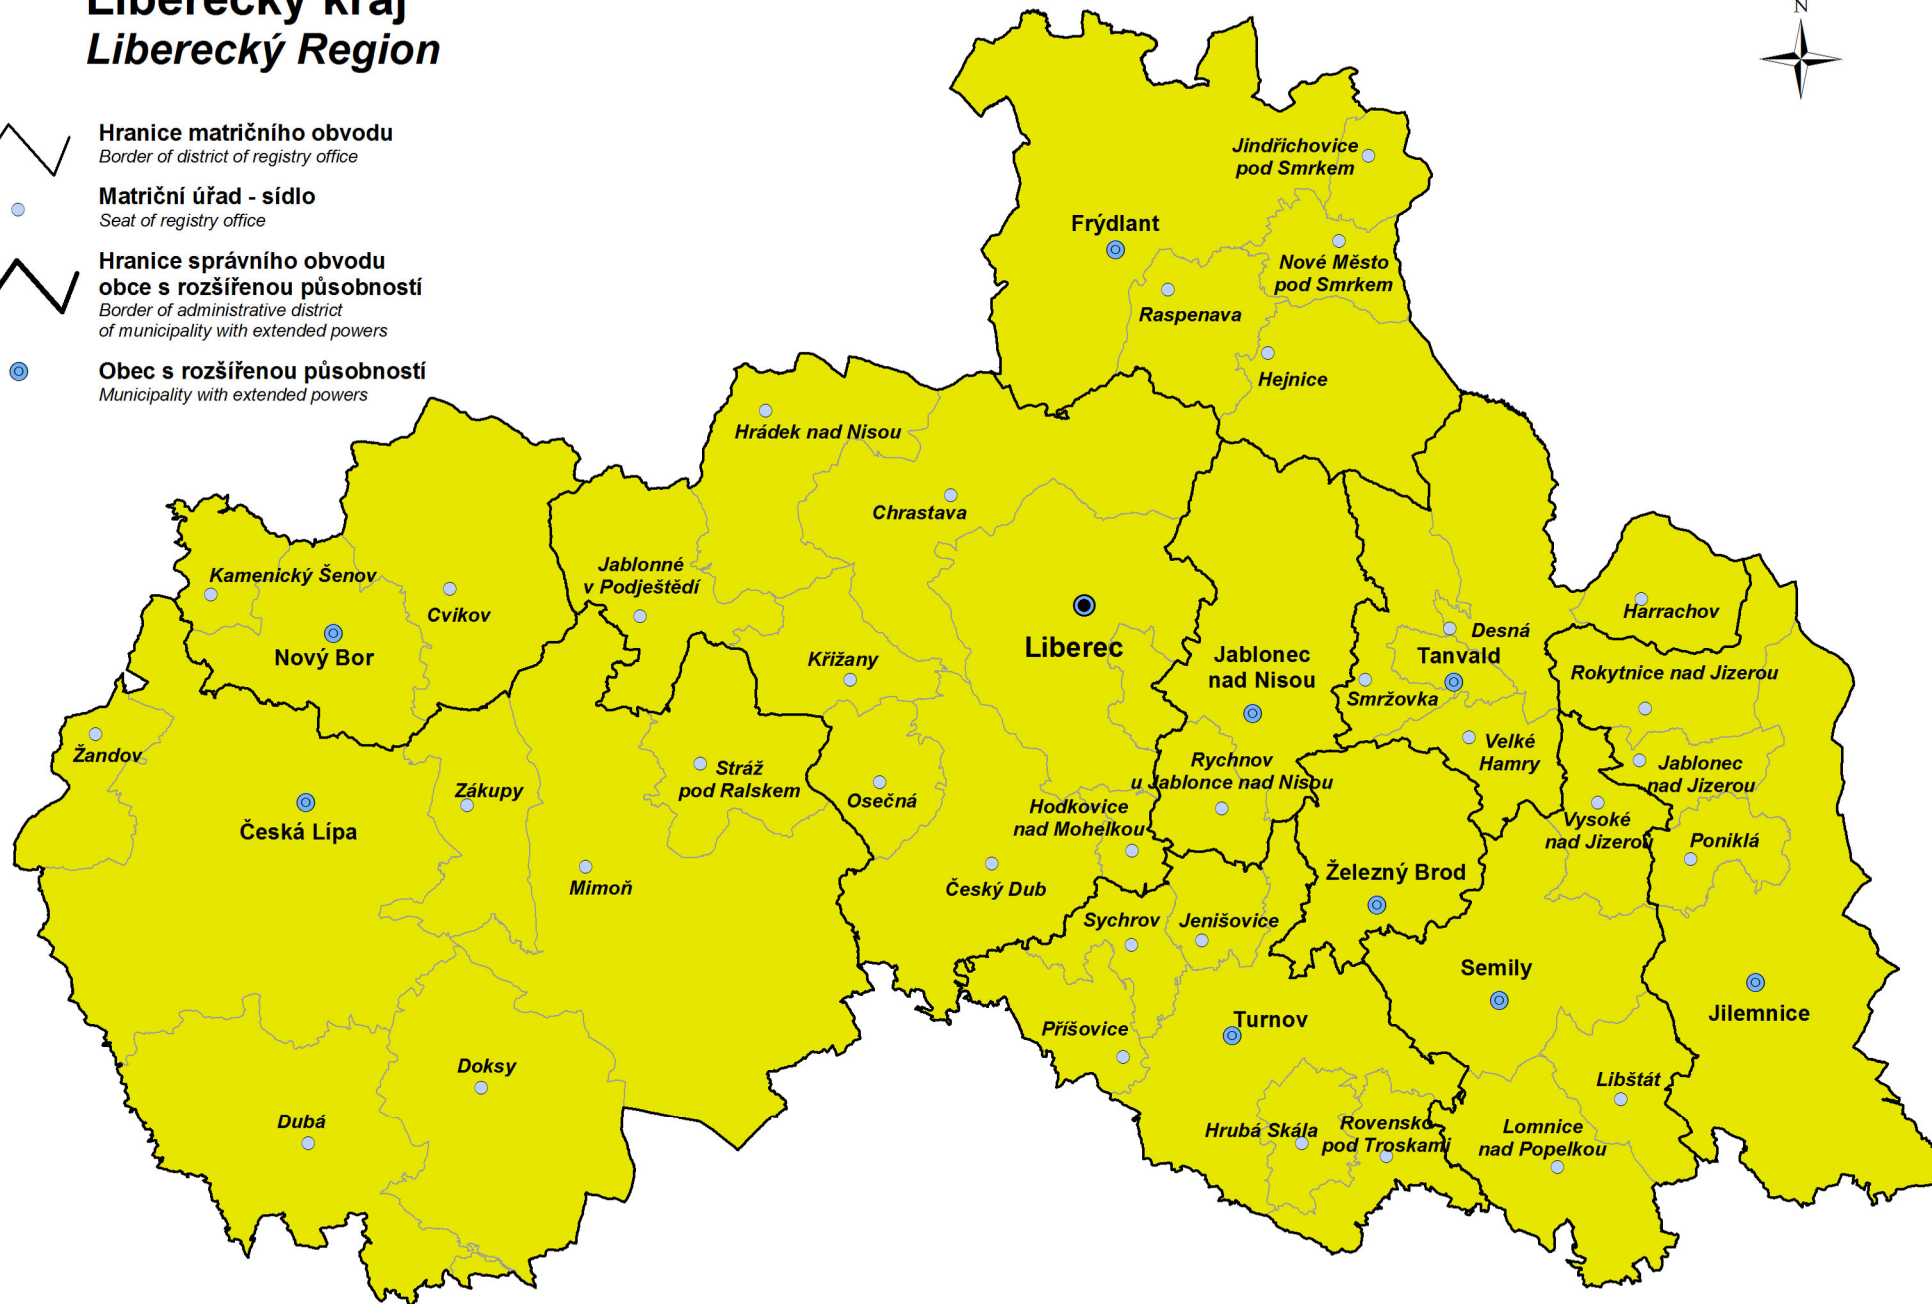 Liberecký kraj
Liberecký Region
N
Hranice matričního obvodu
Border of district of registry office
Matriční úřad - sídlo
Seat of registry office
Hranice správního obvodu
obce s rozšířenou působností
Border of administrative district
of municipality with extended powers
Obec s rozšířenou působností
Municipality with extended powers
Jindřichovice
pod Smrkem
Frýdlant
Nové Město
pod Smrkem
Raspenava
Hejnice
Hrádek nad Nisou
Chrastava
Jablonné
v Podještědí
Kamenický Šenov
Cvikov
Nový Bor
Křižany
Liberec
Jablonec
nad Nisou
Desná
Tanvald
Smržovka
Harrachov
Rokytnice nad Jizerou
Velké
Hamry
Jablonec
nad Jizerou
Žandov
Česká Lípa
Zákupy
Stráž
pod Ralskem
Osečná
Mimoň
Rychnov
u Jablonce nad Nisou
Hodkovice
nad Mohelkou
Český Dub
Vysoké
nad Jizerou
Poniklá
Železný Brod
Sychrov
Jenišovice
Semily
Jilemnice
Příšovice
Turnov
Doksy
Dubá
Libštát
Hrubá Skála
Rovensko
pod Troskami
Lomnice
nad Popelkou